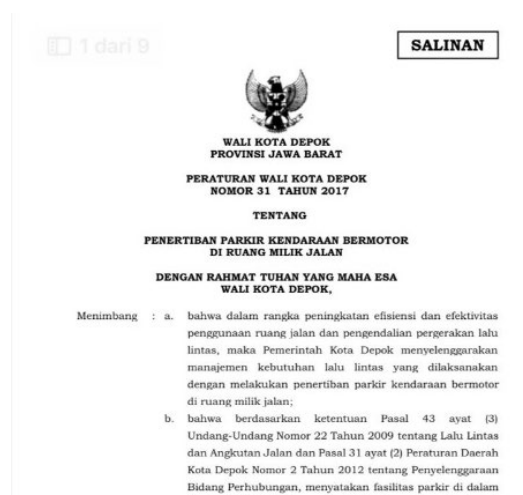 1 dari 9
SALINAN
WALI KOTA DEPOK
PROVINSI JAWA BARAT
PERATURAN WALI KOTA DEPOK
NOMOR 31 TAHUN 2017
TENTANG
PENERTIBAN PARKIR KENDARAAN BERMOTOR
DI RUANG MILIK JALAN
DENGAN RAHMAT TUHAN YANG MAHA ESA
WALI KOTA DEPOK,
Menimbang : a. bahwa dalam rangka peningkatan efisiensi dan efektivitas
penggunaan ruang jalan dan pengendalian pergerakan lalu
lintas, maka Pemerintah Kota Depok menyelenggarakan
manajemen kebutuhan lalu lintas yang dilaksanakan
dengan melakukan penertiban parkir kendaraan bermotor
di ruang milik jalan;
b. bahwa berdasarkan ketentuan Pasal 43 ayat (3)
Undang-Undang Nomor 22 Tahun 2009 tentang Lalu Lintas
dan Angkutan Jalan dan Pasal 31 ayat (2) Peraturan Daerah
Kota Depok Nomor 2 Tahun 2012 tentang Penyelenggaraan
Bidang Perhubungan, menyatakan fasilitas parkir di dalam